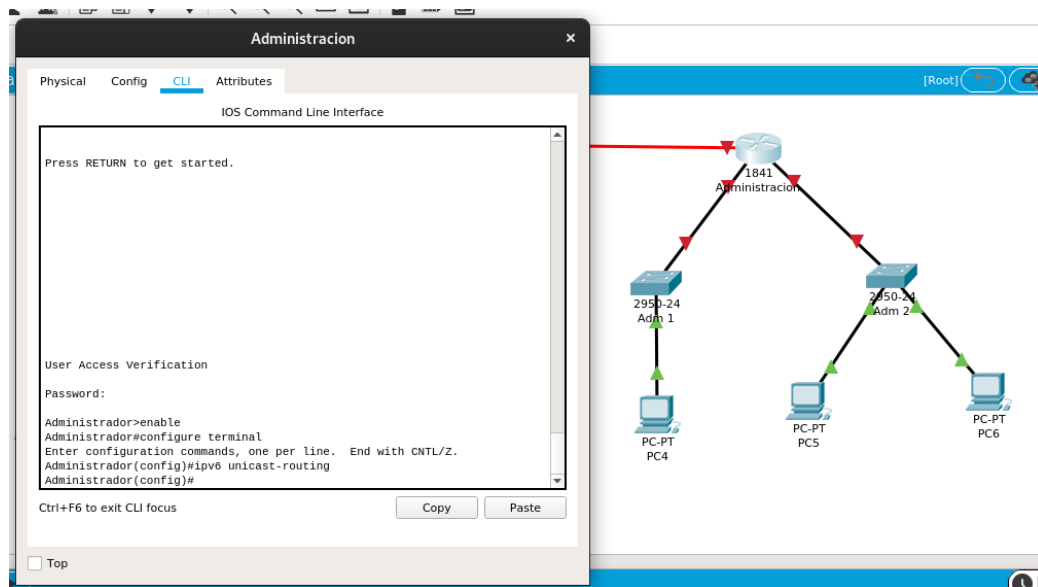 Administracion
Physical Config CLI Attributes
IOS Command Line Interface
Press RETURN to get started.
User Access Verification
Password:
Administrador>enable
Administrador#configure terminal
Enter configuration commands, one per line.  End with CNTL/Z.
Administrador(config)#ipv6 unicast-routing
Administrador(config)#
Ctrl+F6 to exit CLI focus
Copy
Paste
Top
[Root]
1841
Administracion
2950-24
Adm 1
2950-24
Adm 2
PC-PT
PC4
PC-PT
PC5
PC-PT
PC6